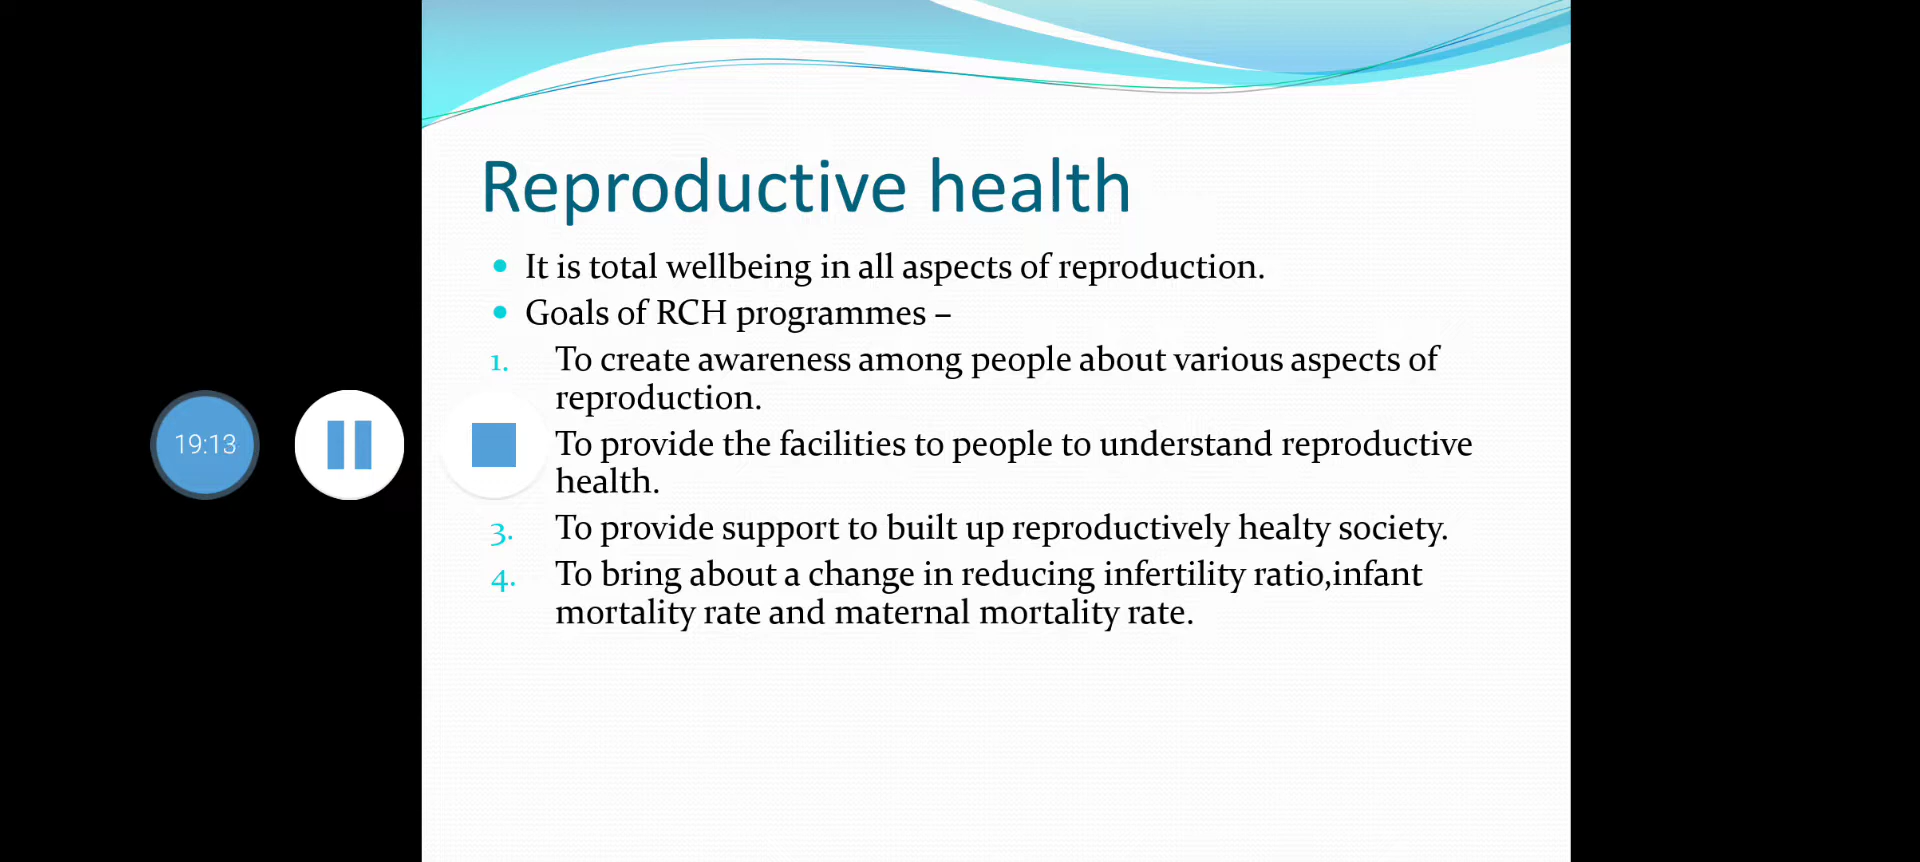 Reproductive health
• It is total wellbeing in all aspects of reproduction.
• Goals of RCH programmes –
1. To create awareness among people about various aspects of
reproduction.
19:13
To provide the facilities to people to understand reproductive
health.
3. To provide support to built up reproductively healty society.
4. To bring about a change in reducing infertility ratio,infant
mortality rate and maternal mortality rate.